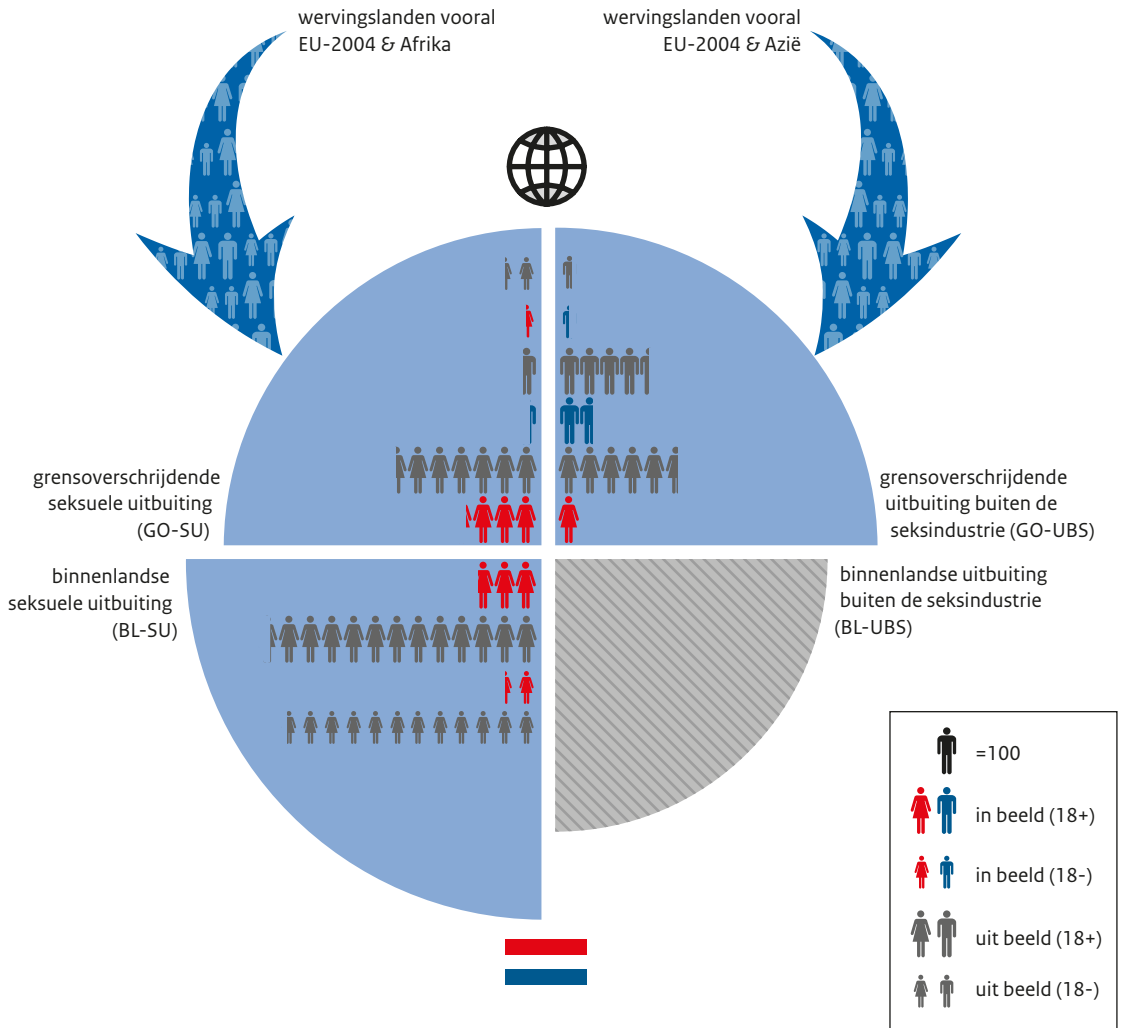 wervingslanden vooral
EU-2004 & Afrika
wervingslanden vooral
EU-2004 & Azië
grensoverschrijdende
seksuele uitbuiting
(GO-SU)
grensoverschrijdende
uitbuiting buiten de
seksindustrie (GO-UBS)
binnenlandse
seksuele uitbuiting
(BL-SU)
binnenlandse uitbuiting
buiten de seksindustrie
(BL-UBS)
=100
in beeld (18+)
in beeld (18-)
uit beeld (18+)
uit beeld (18-)